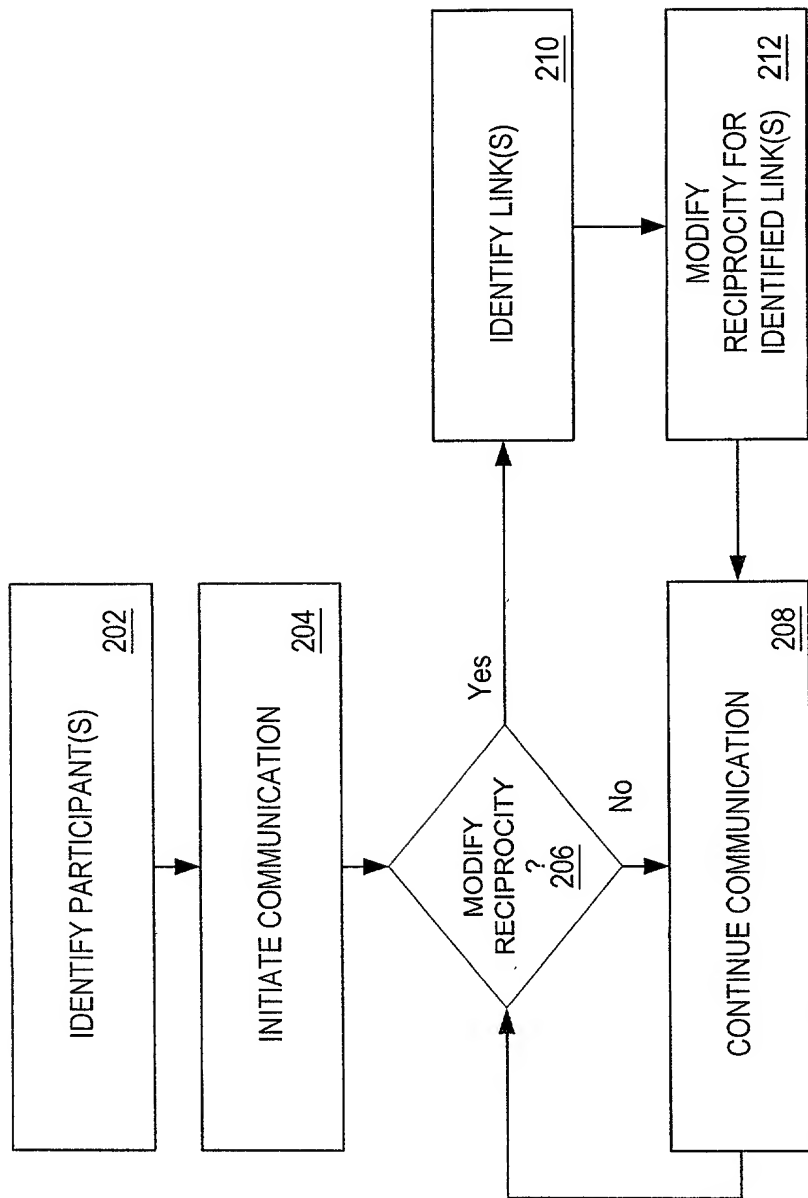 IDENTIFY PARTICIPANT(S)
202
INITIATE COMMUNICATION
204
MODIFY
RECIPROCITY
?
206
Yes
No
IDENTIFY LINK(S)
210
MODIFY
RECIPROCITY FOR
IDENTIFIED LINK(S)
212
CONTINUE COMMUNICATION
208